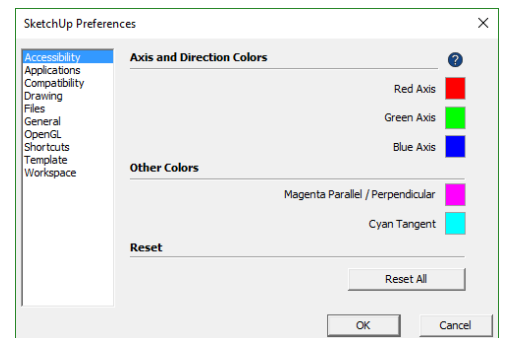 SketchUp Preferences
Accessibility
Applications
Compatibility
Drawing
Files
General
OpenGL
Shortcuts
Template
Workspace
Axis and Direction Colors
?
Red Axis
Green Axis
Blue Axis
Other Colors
Magenta Parallel / Perpendicular
Cyan Tangent
Reset
Reset All
OK
Cancel